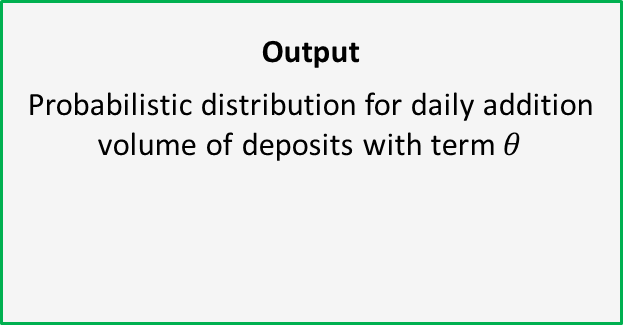 Output
Probabilistic distribution for daily addition
volume of deposits with term θ